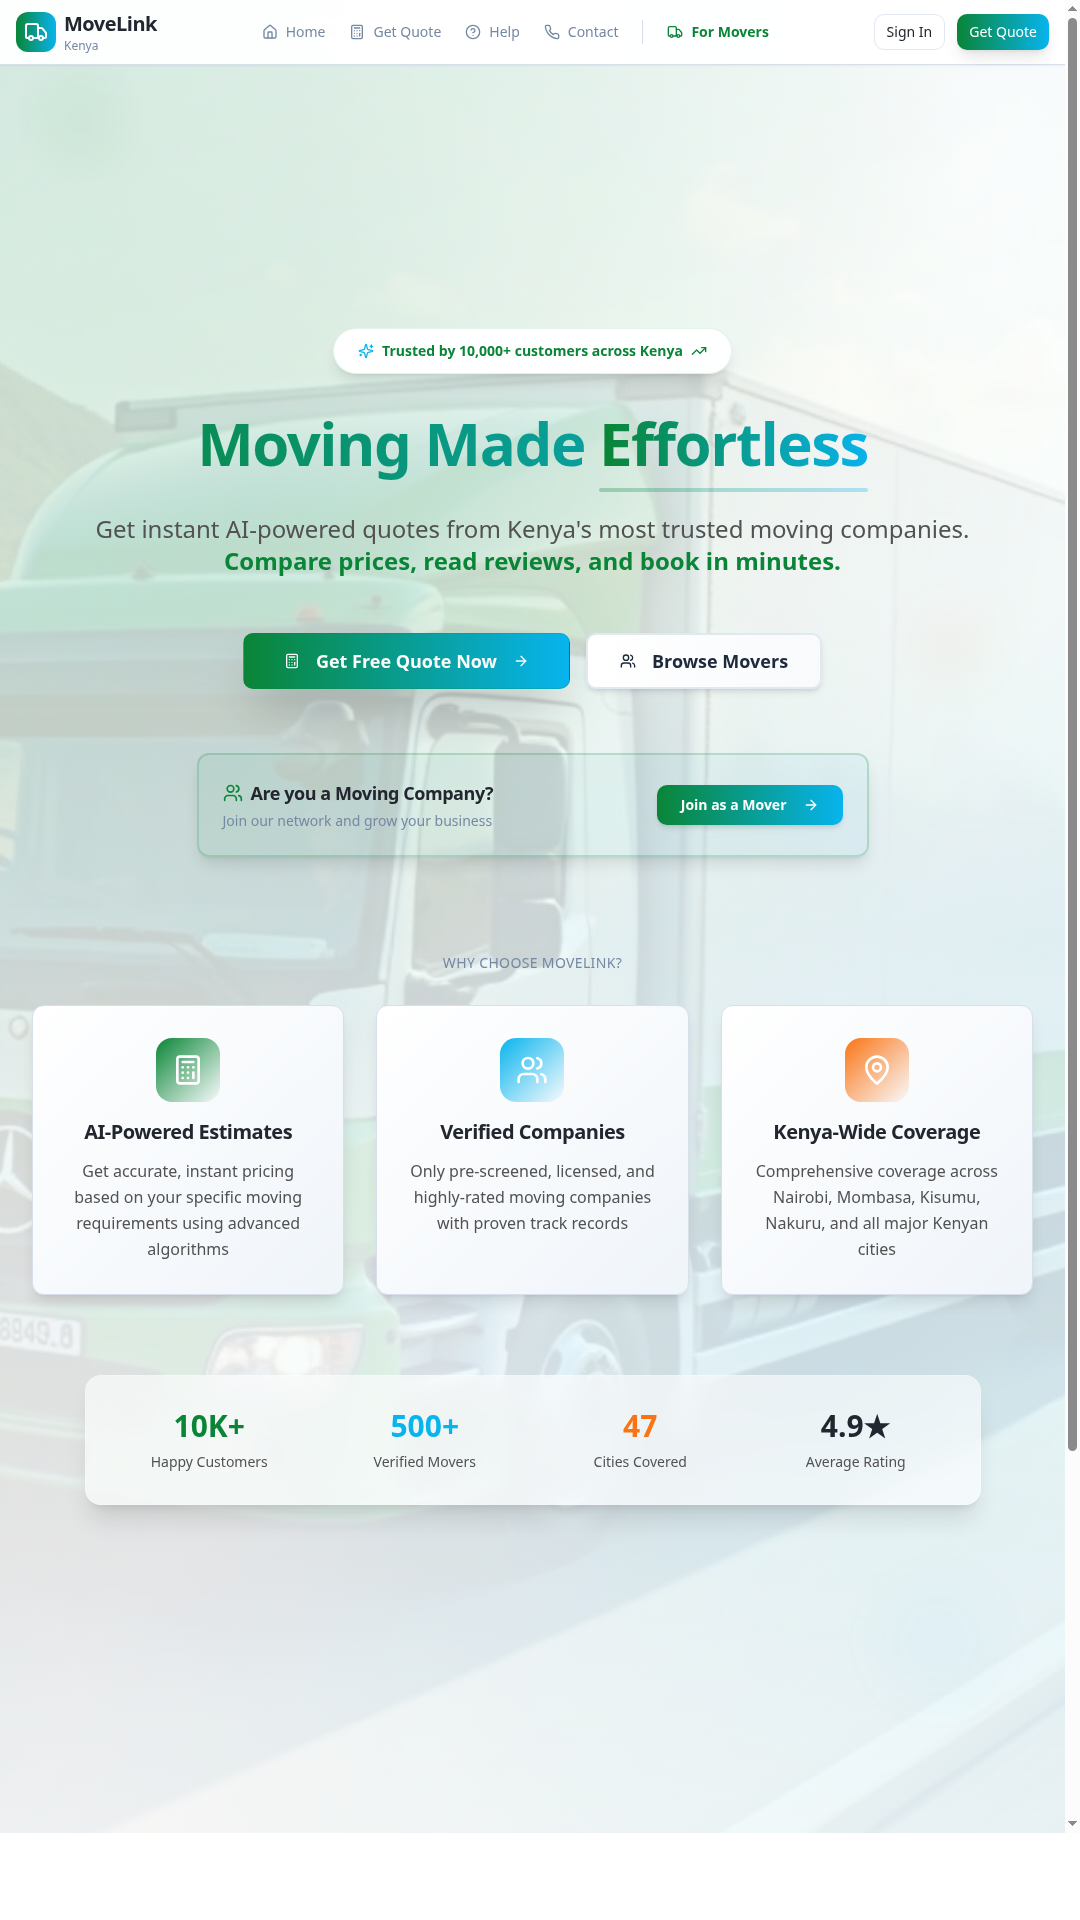 MoveLink
Kenya
Home
Get Quote
Help
Contact
For Movers
Sign In
Get Quote
Trusted by 10,000+ customers across Kenya
Moving Made Effortless
Get instant AI-powered quotes from Kenya's most trusted moving companies.
Compare prices, read reviews, and book in minutes.
Get Free Quote Now
Browse Movers
Are you a Moving Company?
Join our network and grow your business
Join as a Mover
WHY CHOOSE MOVELINK?
AI-Powered Estimates
Get accurate, instant pricing
based on your specific moving
requirements using advanced
algorithms
Verified Companies
Only pre-screened, licensed, and
highly-rated moving companies
with proven track records
Kenya-Wide Coverage
Comprehensive coverage across
Nairobi, Mombasa, Kisumu,
Nakuru, and all major Kenyan
cities
10K+
Happy Customers
500+
Verified Movers
47
Cities Covered
4.9★
Average Rating